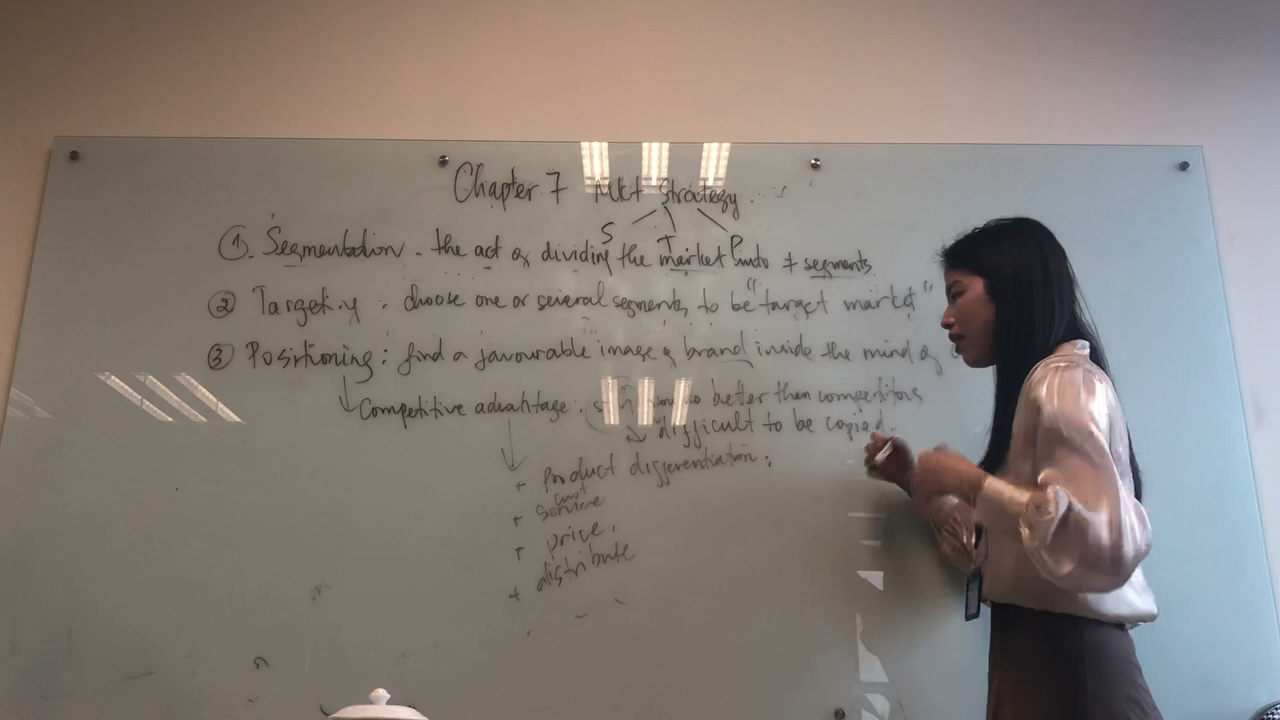 Chapter 7 Mkt Strategy
S T P
① Segmentation - the act of dividing the market into ≠ segments
② Targeting : choose one or several segments to be "target market"
③ Positioning : find a favourable image of brand inside the mind of
Competitive advantage : do better than competitors
difficult to be copied.
+ Product differentiation :
cust
+ Service
+ price
+ distribute
+